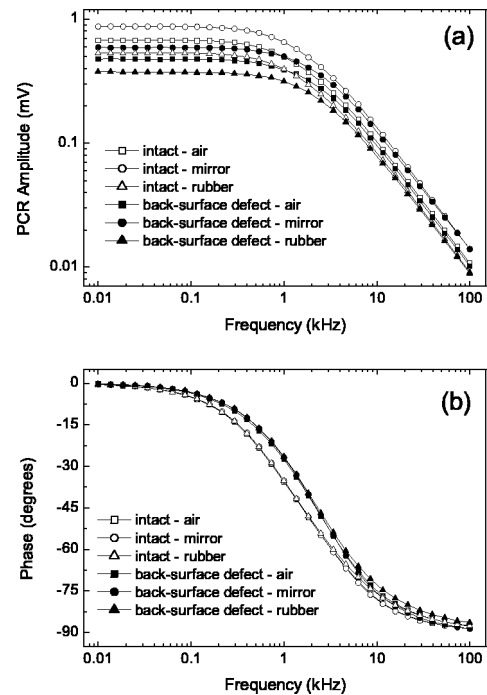 (a)
1
0.1
0.01
PCR Amplitude (mV)
intact - air
intact - mirror
intact - rubber
back-surface defect - air
back-surface defect - mirror
back-surface defect - rubber
0.01 0.1 1 10 100
Frequency (kHz)
(b)
0
-15
-30
-45
-60
-75
-90
Phase (degrees)
intact - air
intact - mirror
intact - rubber
back-surface defect - air
back-surface defect - mirror
back-surface defect - rubber
0.01 0.1 1 10 100
Frequency (kHz)